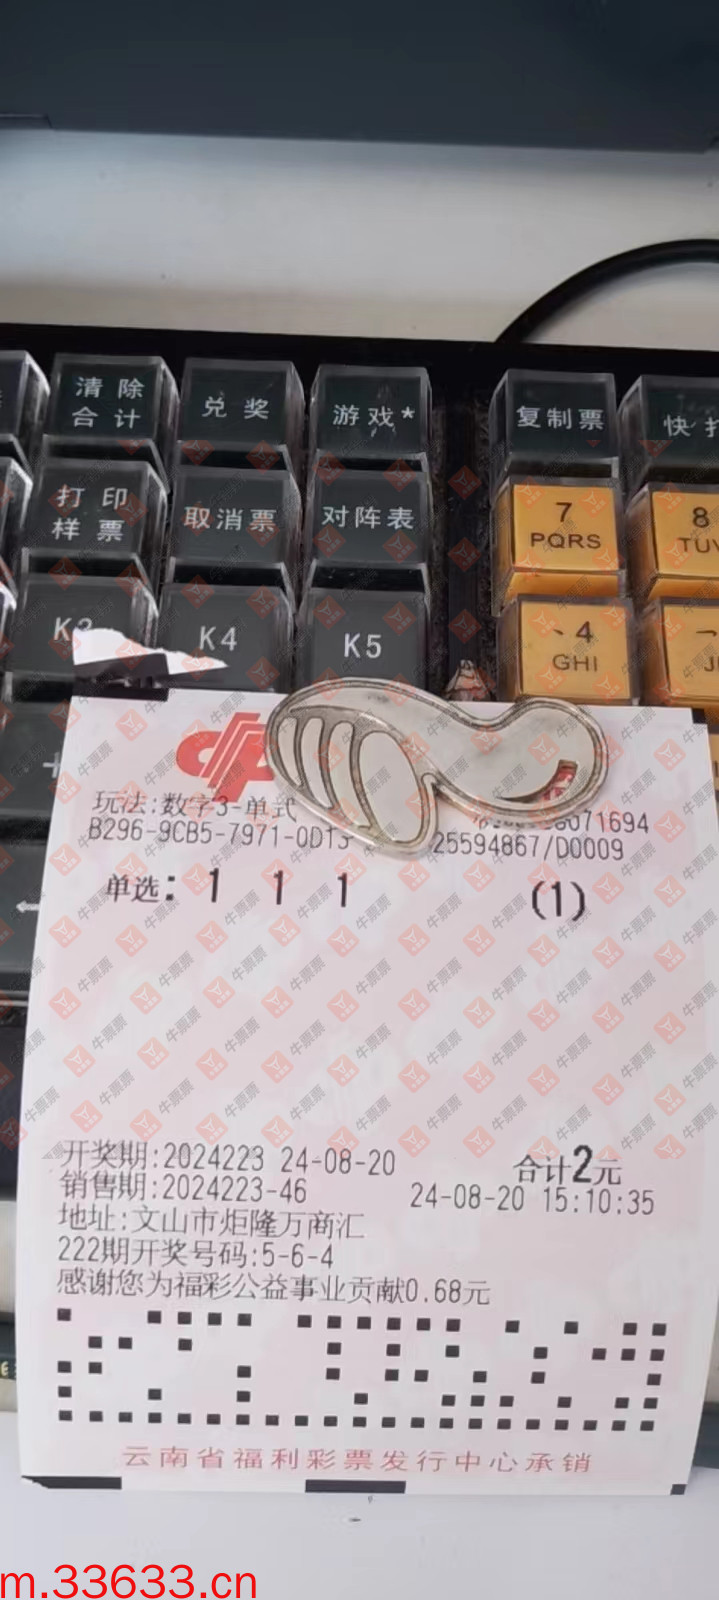 清除
合计
兑奖
游戏*
复制票
打印
样票
取消票
对阵表
7
PQRS
8
K4
K5
4
GHI
玩法:数字3-单式
B296-9CB5-7971-0D13
071694
25594867/D0009
单选: 1 1 1 (1)
开奖期:2024223 24-08-20 合计2元
销售期:2024223-46 24-08-20 15:10:35
地址:文山市炬隆万商汇
222期开奖号码:5-6-4
感谢您为福彩公益事业贡献0.68元
云南省福利彩票发行中心承销
牛票票
m.33633.cn